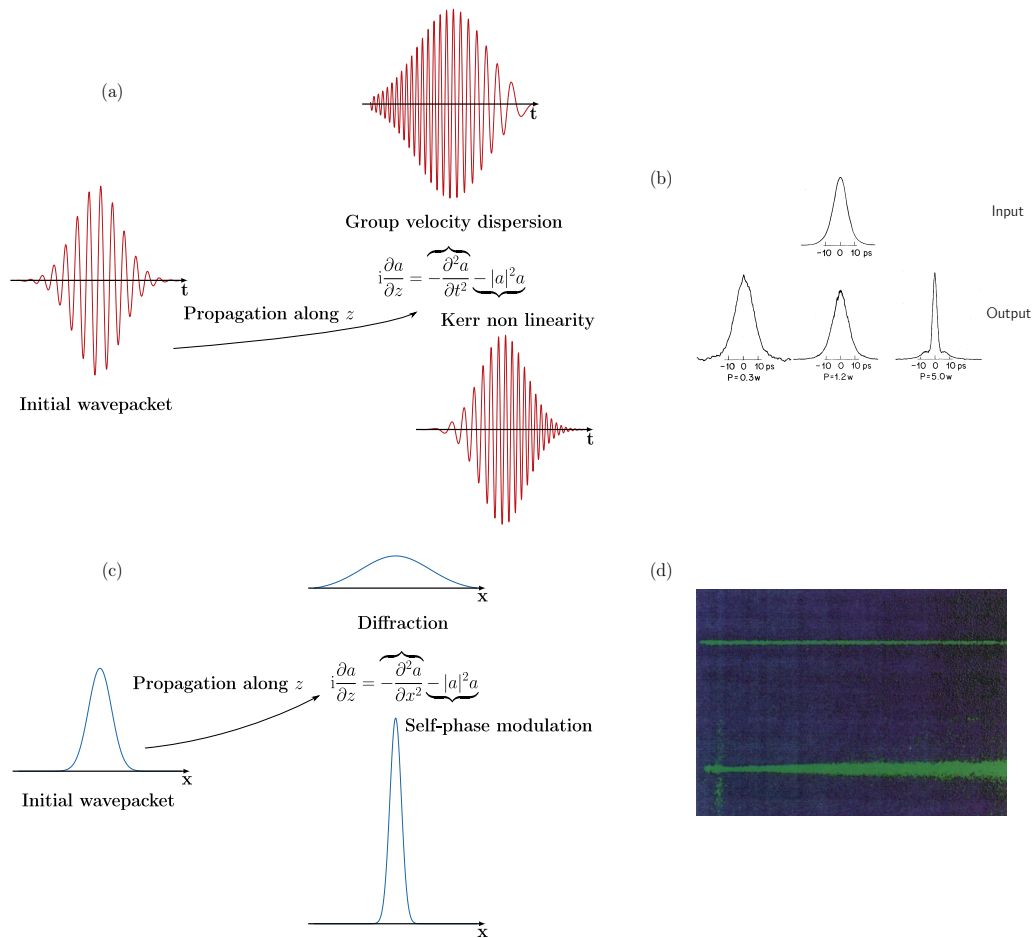 (a)
t
Group velocity dispersion
i∂a/∂z = −∂²a/∂t² − |a|²a
t
Propagation along z
Kerr non linearity
Initial wavepacket
t
(b)
Input
−10 0 10 ps
Output
−10 0 10 ps
P=0.3w
−10 0 10 ps
P=1.2w
−10 0 10 ps
P=5.0w
(c)
x
Diffraction
Propagation along z
i∂a/∂z = −∂²a/∂x² − |a|²a
Self-phase modulation
x
Initial wavepacket
x
(d)